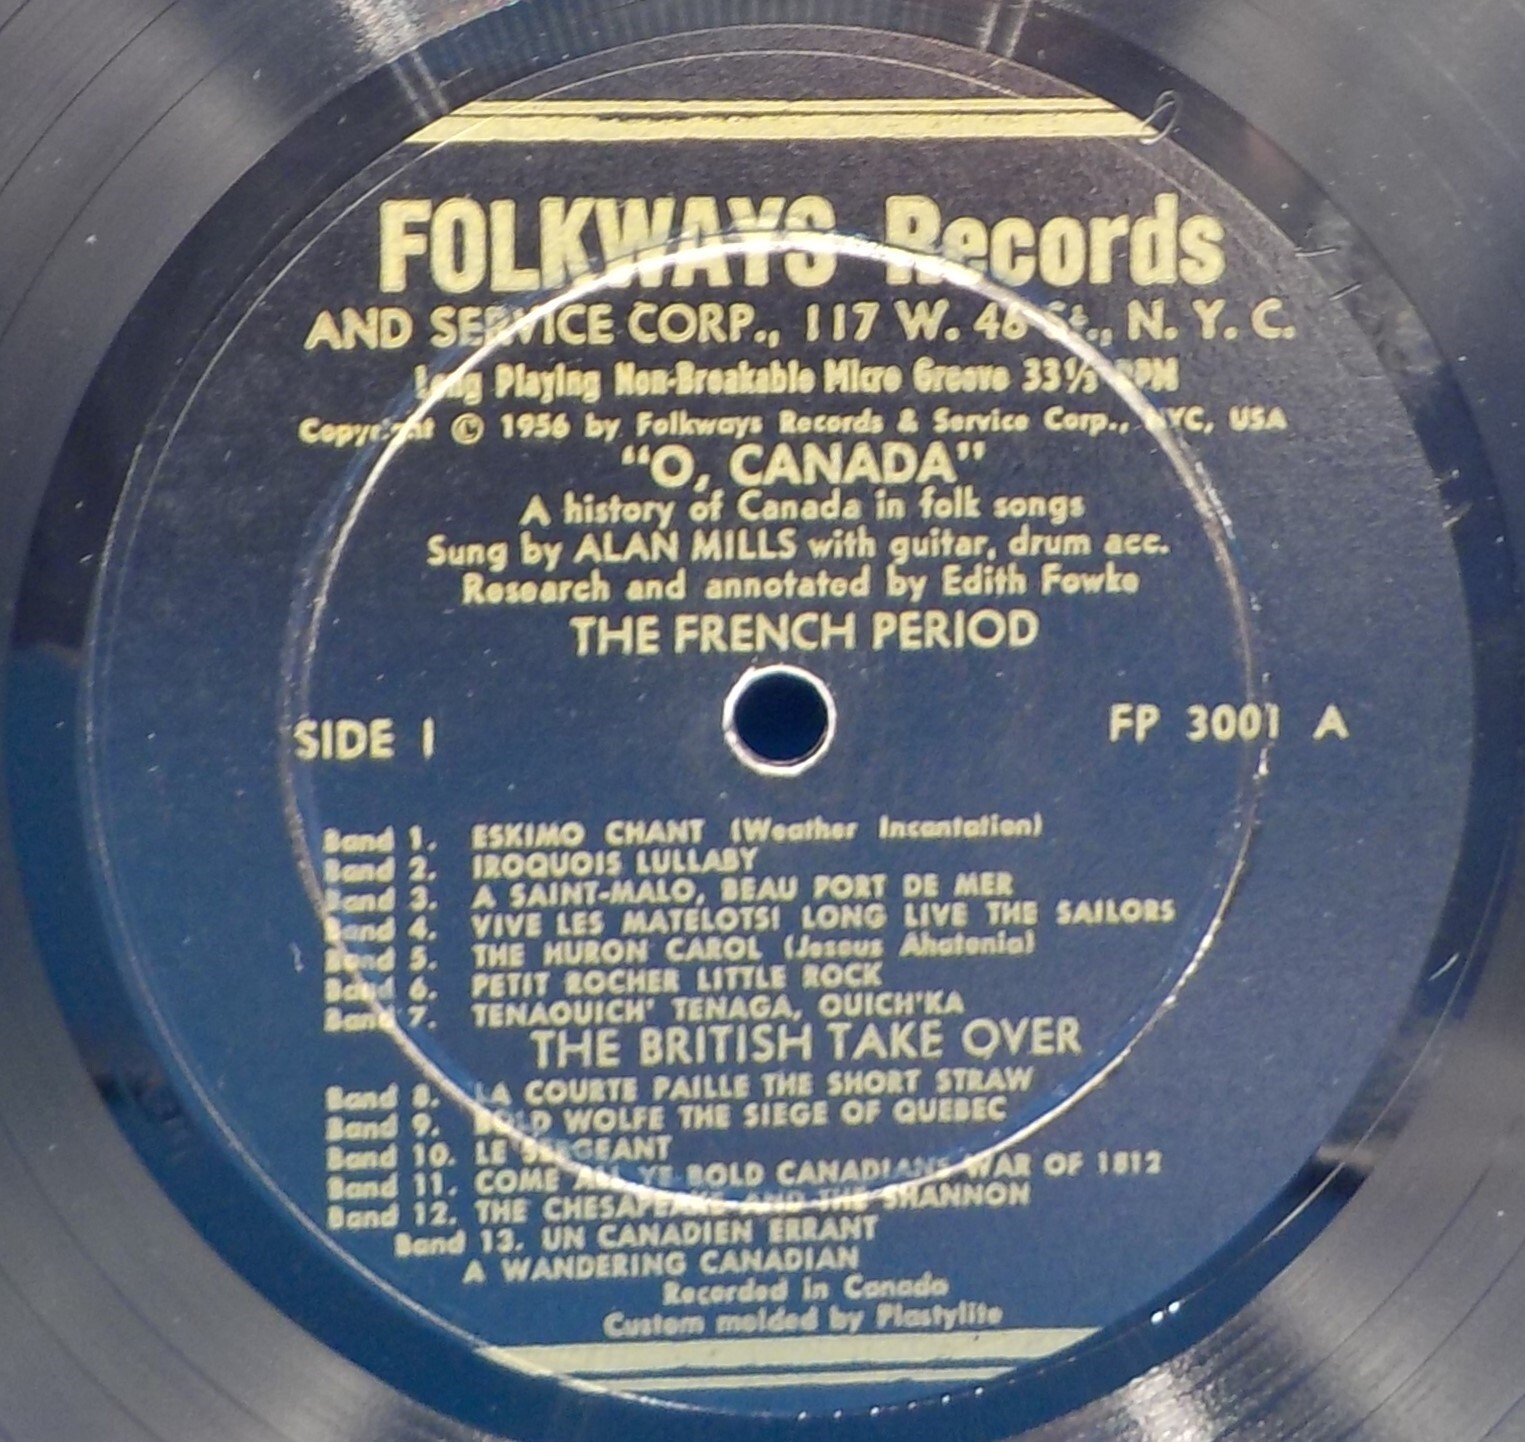 FOLKWAYS Records
AND SERVICE CORP., 117 W. 46 St., N. Y. C.
Long Playing Non-Breakable Micro Groove 33⅓ RPM
Copyright © 1956 by Folkways Records & Service Corp., NYC, USA
"O, CANADA"
A history of Canada in folk songs
Sung by ALAN MILLS with guitar, drum acc.
Research and annotated by Edith Fowke
THE FRENCH PERIOD
SIDE 1 FP 3001 A
Band 1. ESKIMO CHANT (Weather Incantation)
Band 2. IROQUOIS LULLABY
Band 3. A SAINT-MALO, BEAU PORT DE MER
Band 4. VIVE LES MATELOTS! LONG LIVE THE SAILORS
Band 5. THE HURON CAROL (Jesous Ahatonia)
Band 6. PETIT ROCHER LITTLE ROCK
Band 7. TENAOUICH' TENAGA, OUICH'KA
THE BRITISH TAKE OVER
Band 8. LA COURTE PAILLE THE SHORT STRAW
Band 9. BOLD WOLFE THE SIEGE OF QUEBEC
Band 10. LE SERGEANT
Band 11. COME ALL YE BOLD CANADIANS WAR OF 1812
Band 12. THE CHESAPEAKE AND THE SHANNON
Band 13. UN CANADIEN ERRANT
A WANDERING CANADIAN
Recorded in Canada
Custom molded by Plastylite